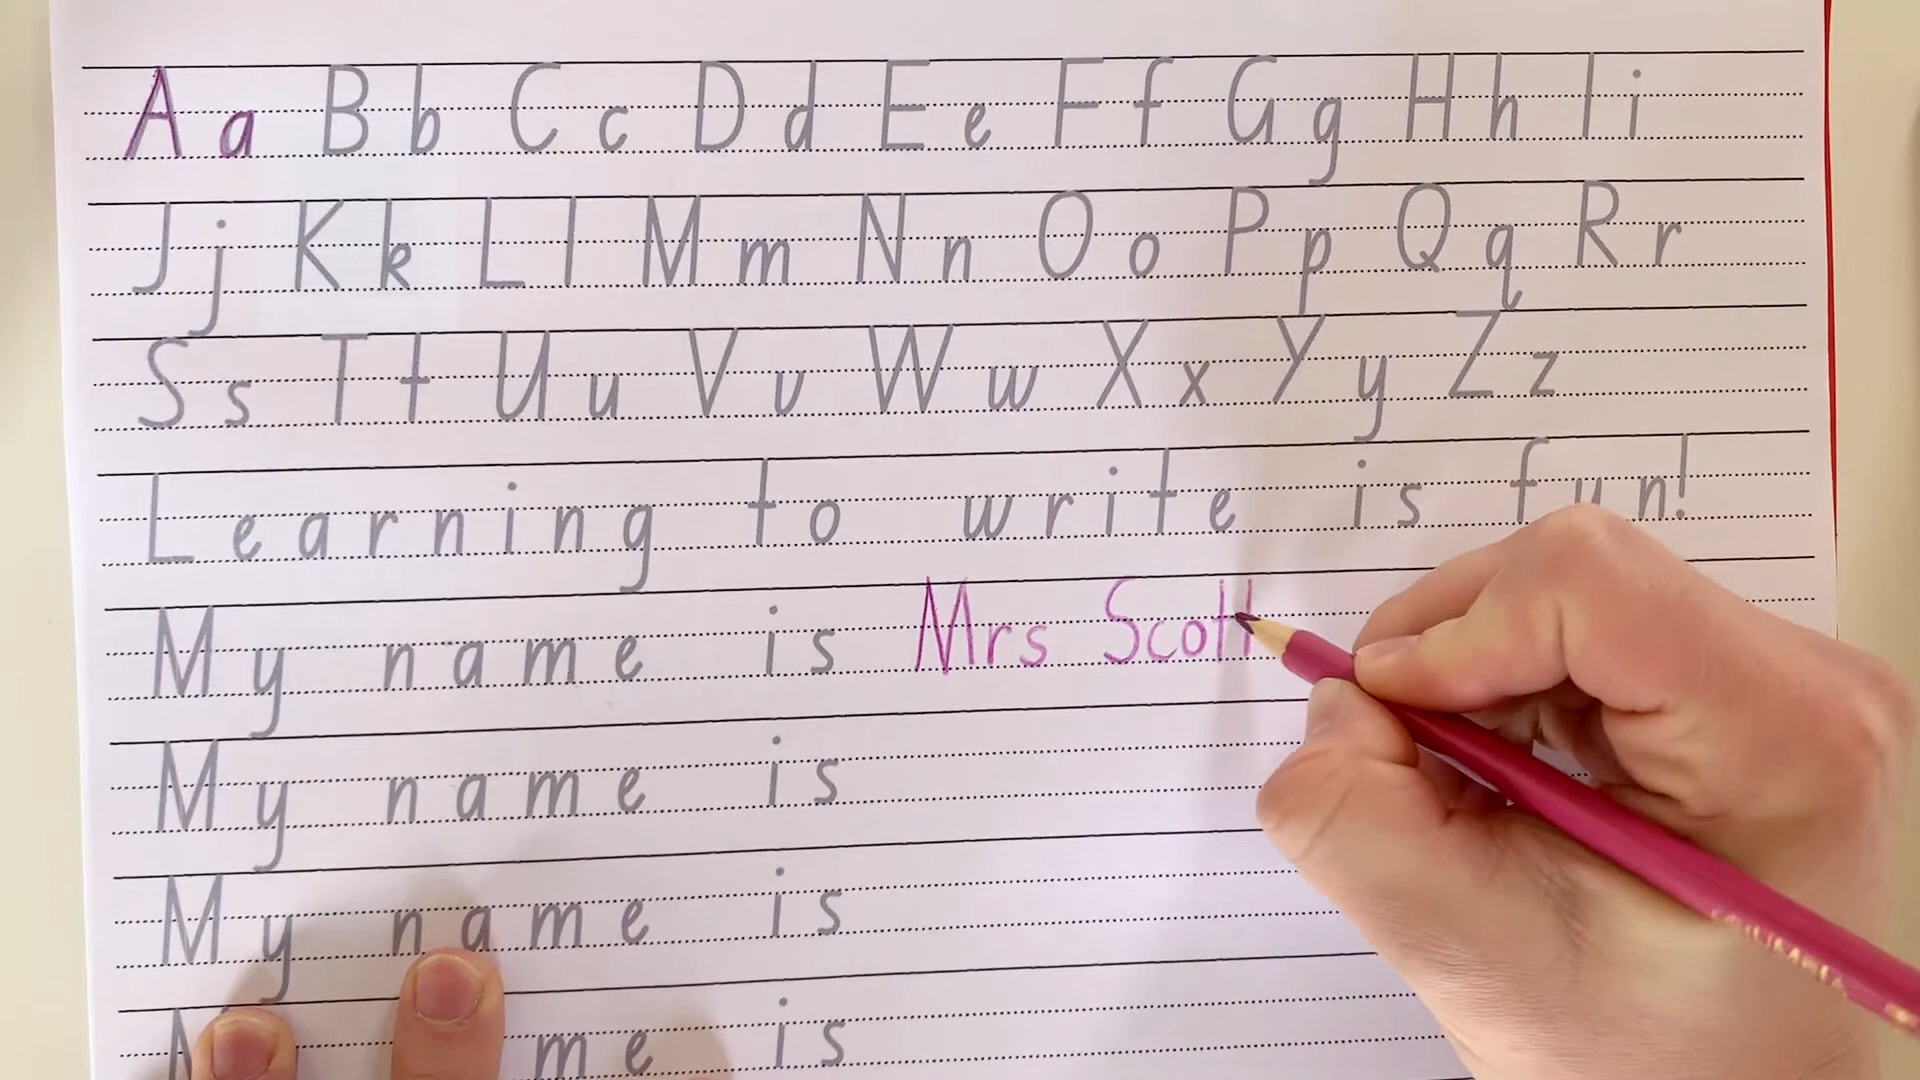 Aa Bb Cc Dd Ee Ff Gg Hh Ii
Jj Kk Ll Mm Nn Oo Pp Qq Rr
Ss Tt Uu Vv Ww Xx Yy Zz
Learning to write is fun!
My name is Mrs Scott
My name is
My name is
is